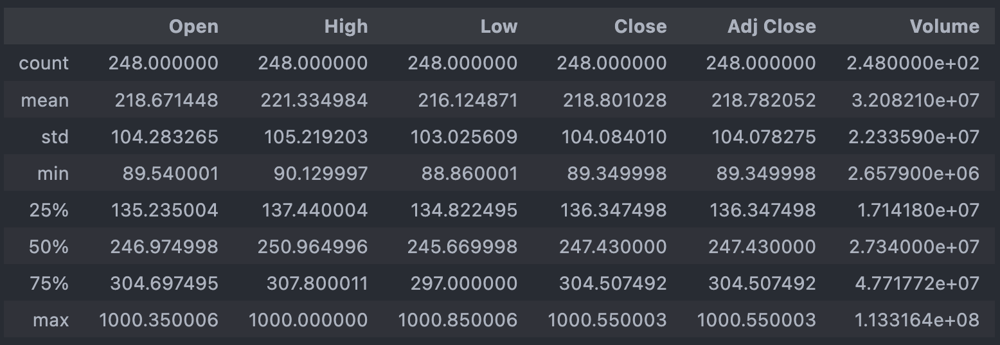 Open High Low Close Adj Close Volume
count 248.000000 248.000000 248.000000 248.000000 248.000000 2.480000e+02
mean 218.671448 221.334984 216.124871 218.801028 218.782052 3.208210e+07
std 104.283265 105.219203 103.025609 104.084010 104.078275 2.233590e+07
min 89.540001 90.129997 88.860001 89.349998 89.349998 2.657900e+06
25% 135.235004 137.440004 134.822495 136.347498 136.347498 1.714180e+07
50% 246.974998 250.964996 245.669998 247.430000 247.430000 2.734000e+07
75% 304.697495 307.800011 297.000000 304.507492 304.507492 4.771772e+07
max 1000.350006 1000.000000 1000.850006 1000.550003 1000.550003 1.133164e+08